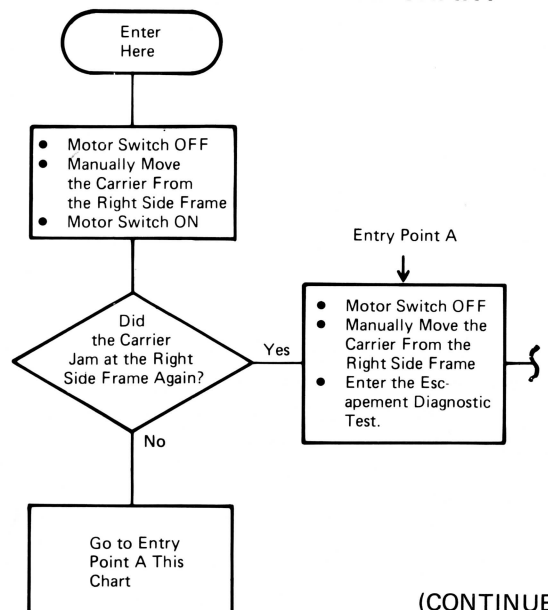 Enter
Here
● Motor Switch OFF
● Manually Move
the Carrier From
the Right Side Frame
● Motor Switch ON
Did
the Carrier
Jam at the Right
Side Frame Again?
Yes
No
Entry Point A
● Motor Switch OFF
● Manually Move the
Carrier From the
Right Side Frame
● Enter the Esc-
apement Diagnostic
Test.
Go to Entry
Point A This
Chart
(CONTINUE